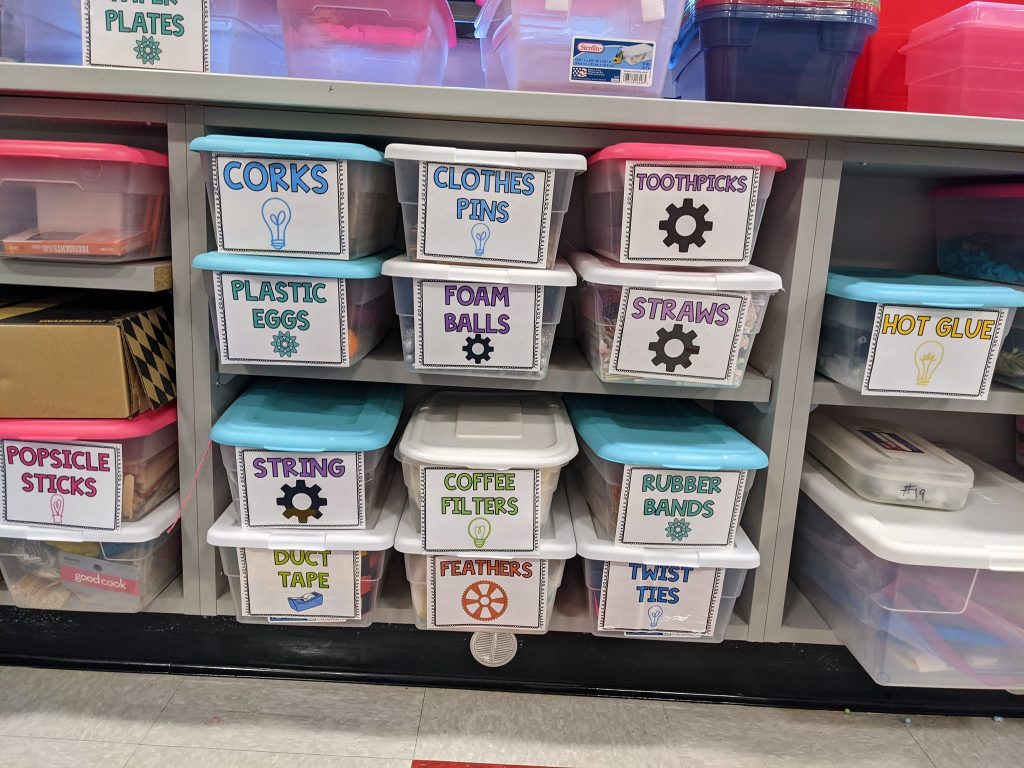 PLATES
Sterilite
CORKS
CLOTHES
PINS
TOOTHPICKS
PLASTIC
EGGS
FOAM
BALLS
STRAWS
HOT GLUE
POPSICLE
STICKS
STRING
COFFEE
FILTERS
RUBBER
BANDS
#19
good cook
DUCT
TAPE
FEATHERS
TWIST
TIES